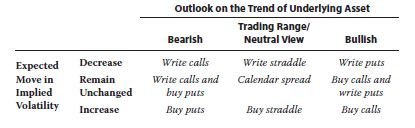 Outlook on the Trend of Underlying Asset
Trading Range/
Bearish Neutral View Bullish
Expected Decrease Write calls Write straddle Write puts
Move in Remain Write calls and Calendar spread Buy calls and
Implied Unchanged buy puts write puts
Volatility Increase Buy puts Buy straddle Buy calls